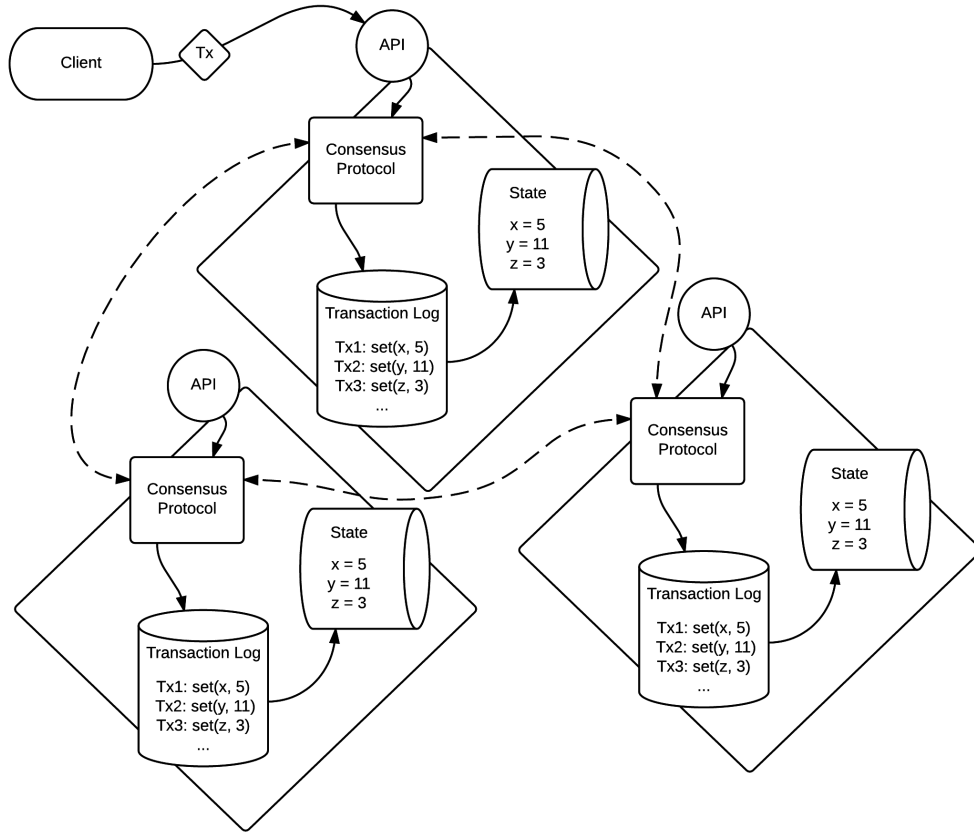 Client
Tx
API
Consensus
Protocol
State
x = 5
y = 11
z = 3
Transaction Log
Tx1: set(x, 5)
Tx2: set(y, 11)
Tx3: set(z, 3)
...
API
Consensus
Protocol
State
x = 5
y = 11
z = 3
Transaction Log
Tx1: set(x, 5)
Tx2: set(y, 11)
Tx3: set(z, 3)
...
API
Consensus
Protocol
State
x = 5
y = 11
z = 3
Transaction Log
Tx1: set(x, 5)
Tx2: set(y, 11)
Tx3: set(z, 3)
...